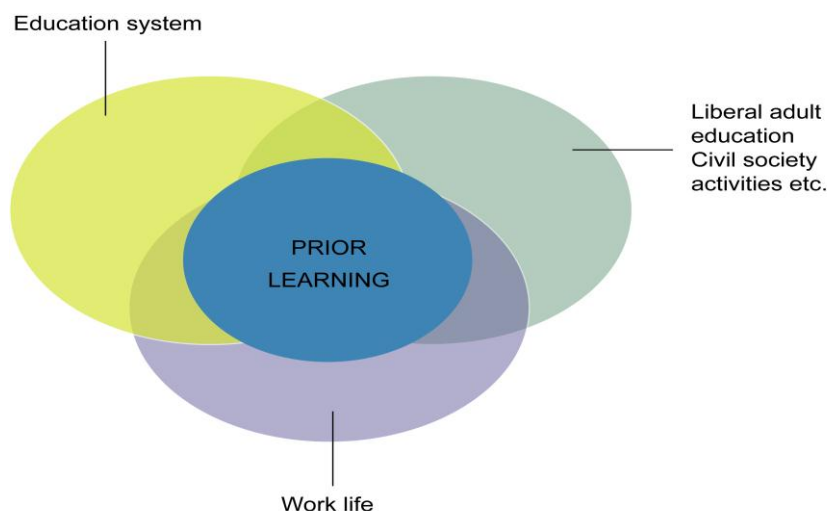 Education system
Liberal adult
education
Civil society
activities etc.
PRIOR
LEARNING
Work life